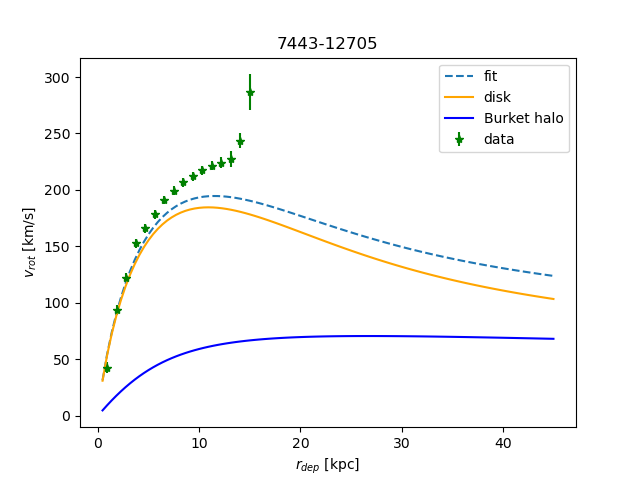 7443-12705
fit
disk
Burket halo
data
300
250
200
150
100
50
0
v_rot [km/s]
0 10 20 30 40
r_dep [kpc]